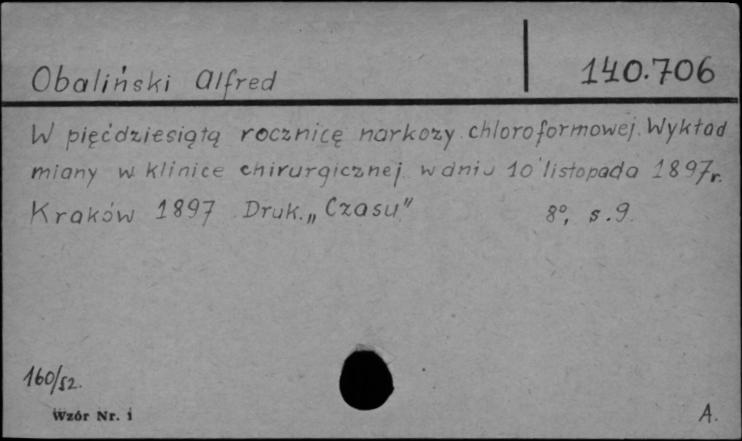 Obaliński Alfred 140.706
W pięćdziesiątą rocznicę narkozy chloroformowej. Wykład
miany w klinice chirurgicznej w dniu 10 listopada 1897r.
Kraków 1897 Druk. „Czasu" 8°, s.9.
160/52.
Wzór Nr. 1 A.